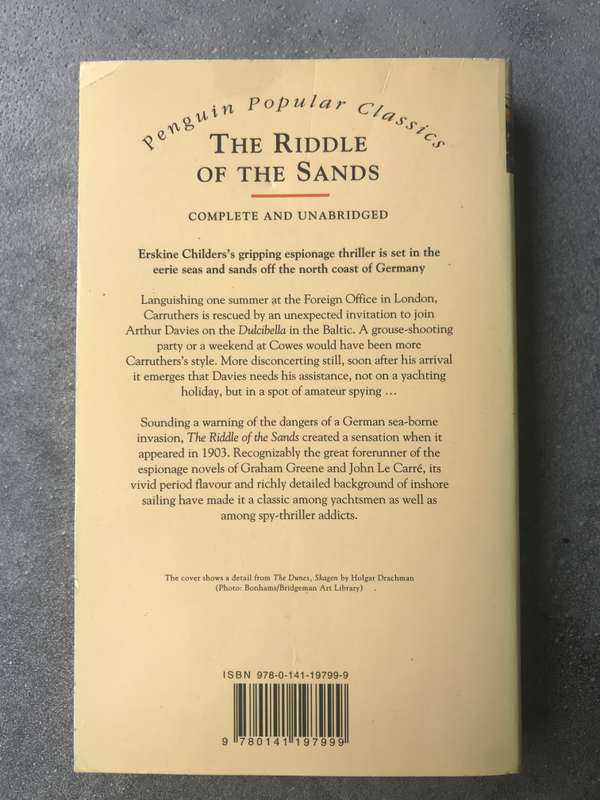 Penguin Popular Classics
THE RIDDLE
OF THE SANDS
COMPLETE AND UNABRIDGED
Erskine Childers's gripping espionage thriller is set in the
eerie seas and sands off the north coast of Germany
Languishing one summer at the Foreign Office in London,
Carruthers is rescued by an unexpected invitation to join
Arthur Davies on the Dulcibella in the Baltic. A grouse-shooting
party or a weekend at Cowes would have been more
Carruthers's style. More disconcerting still, soon after his arrival
it emerges that Davies needs his assistance, not on a yachting
holiday, but in a spot of amateur spying ...
Sounding a warning of the dangers of a German sea-borne
invasion, The Riddle of the Sands created a sensation when it
appeared in 1903. Recognizably the great forerunner of the
espionage novels of Graham Greene and John Le Carré, its
vivid period flavour and richly detailed background of inshore
sailing have made it a classic among yachtsmen as well as
among spy-thriller addicts.
The cover shows a detail from The Dunes, Skagen by Holgar Drachman
(Photo: Bonhams/Bridgeman Art Library)
ISBN 978-0-141-19799-9
9 780141 197999